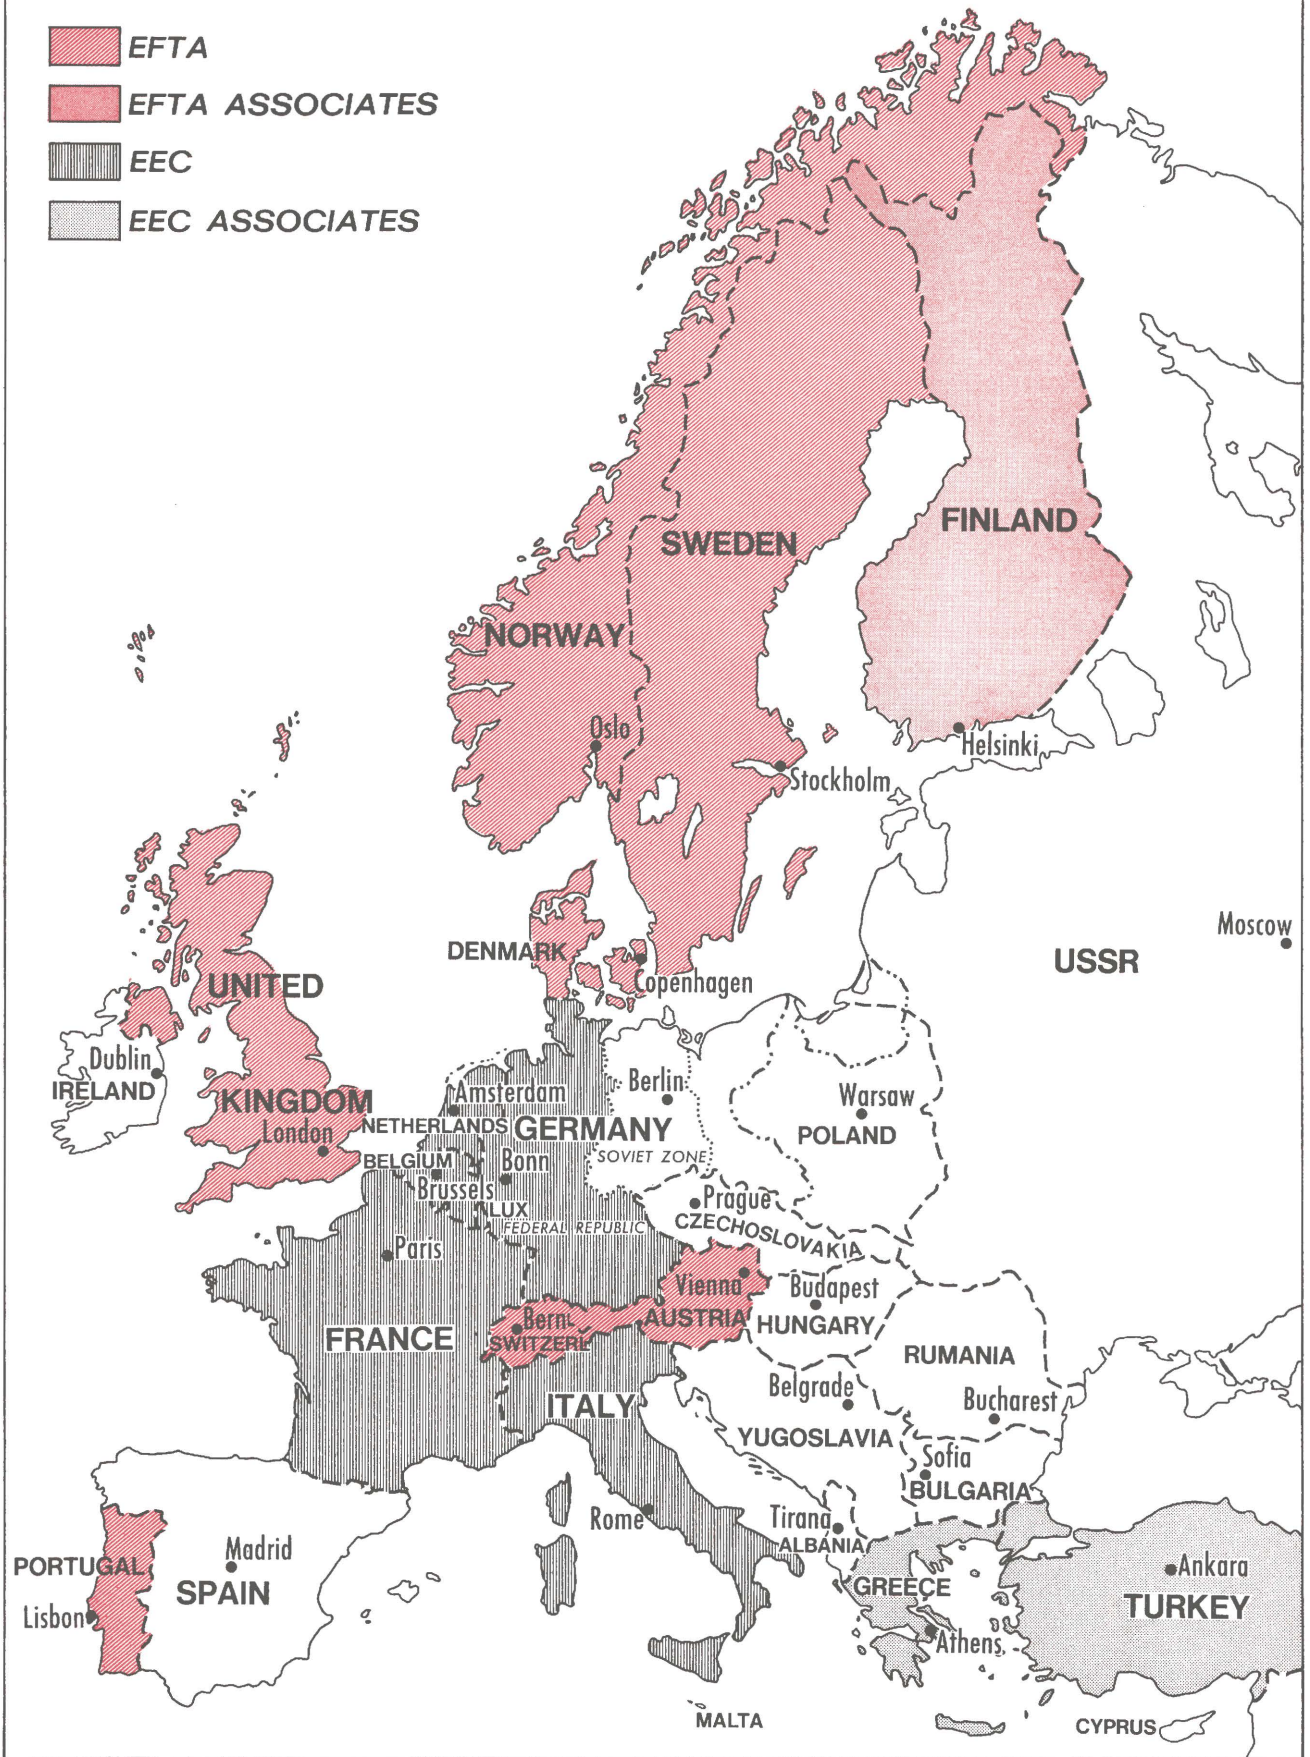 EFTA
EFTA ASSOCIATES
EEC
EEC ASSOCIATES
FINLAND
SWEDEN
NORWAY
Oslo
Helsinki
Stockholm
Moscow
DENMARK
USSR
Copenhagen
UNITED
Dublin
IRELAND
Berlin
Amsterdam
Warsaw
KINGDOM
NETHERLANDS
GERMANY
London
POLAND
BELGIUM
Bonn
SOVIET ZONE
Brussels
Prague
LUX
FEDERAL REPUBLIC
CZECHOSLOVAKIA
Paris
Vienna
Budapest
Bern
AUSTRIA
HUNGARY
FRANCE
SWITZERL
RUMANIA
Belgrade
ITALY
Bucharest
YUGOSLAVIA
Sofia
BULGARIA
Rome
Tirana
ALBANIA
Madrid
PORTUGAL
Ankara
SPAIN
GREECE
TURKEY
Lisbon
Athens
MALTA
CYPRUS